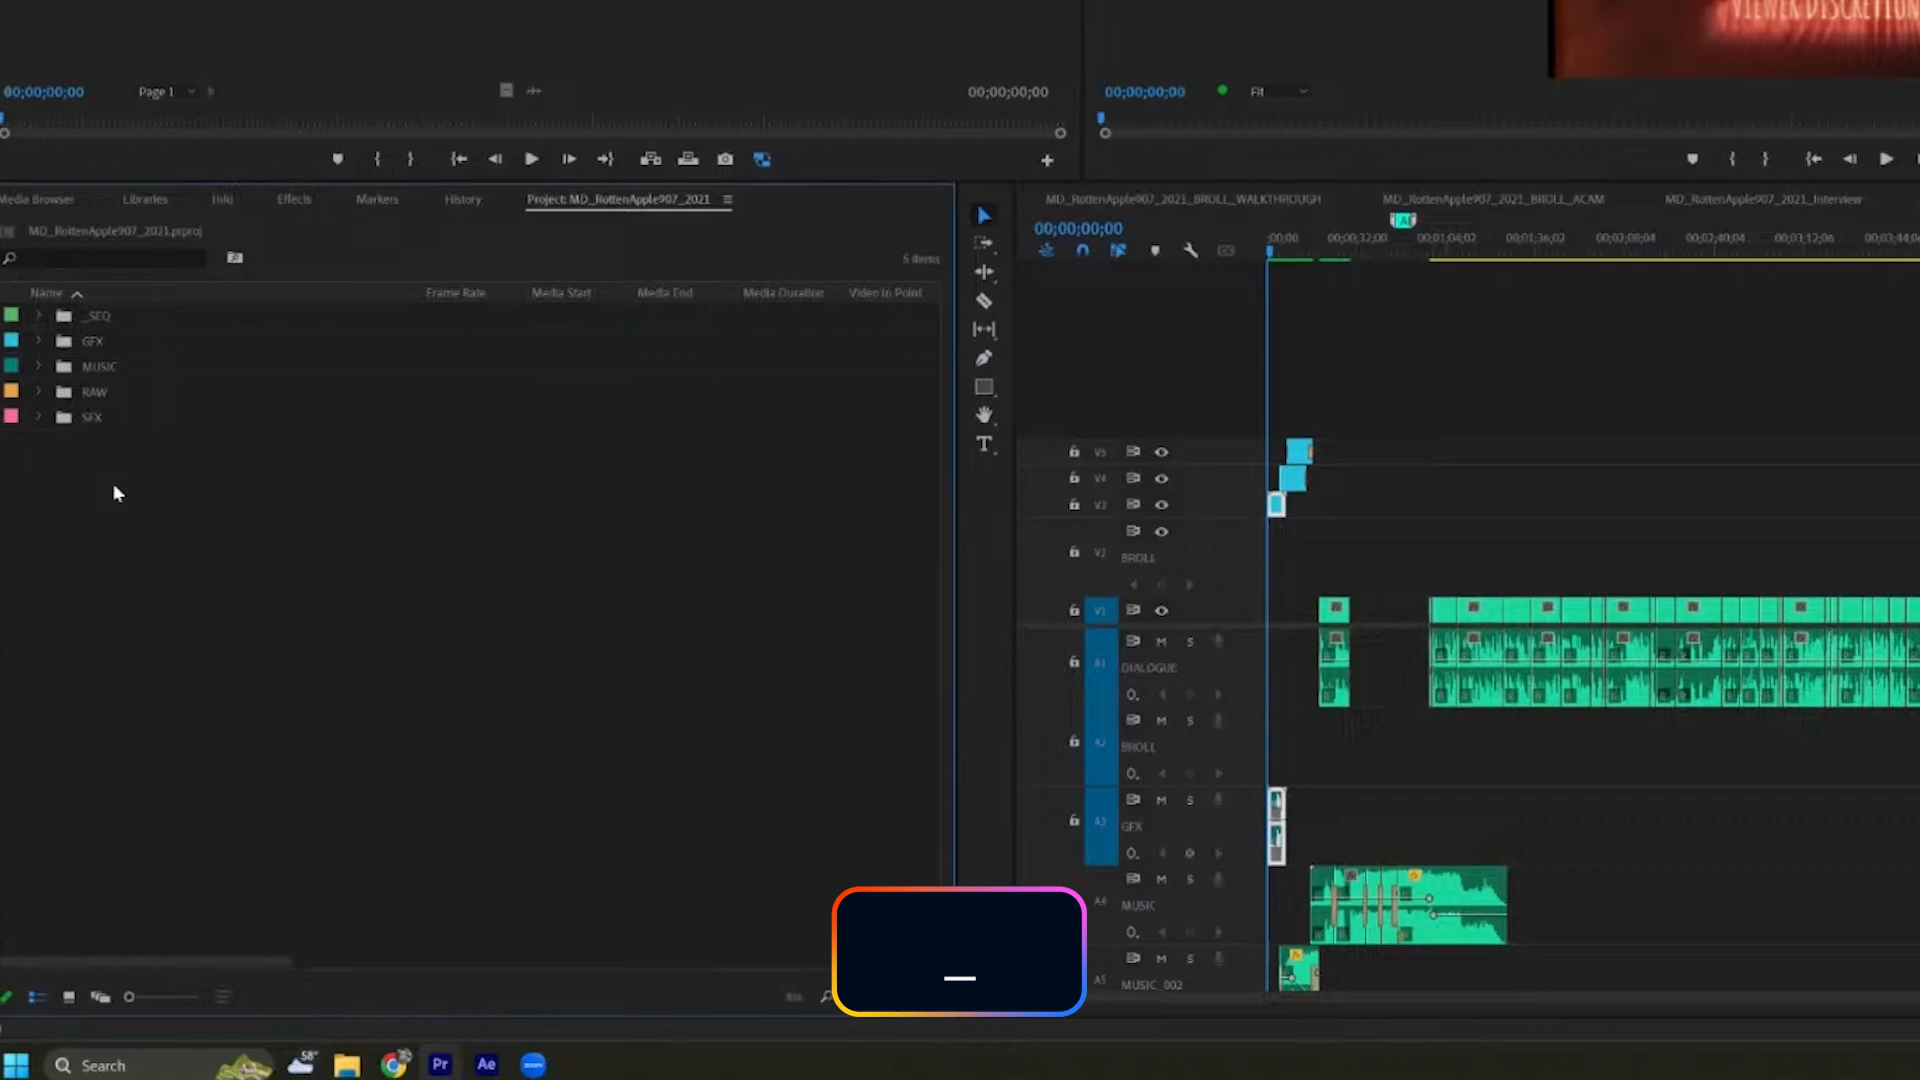 VIEWER DISCRETION
00;00;00;00
Page 1
00;00;00;00
00;00;00;00
Fit
Media Browser
Libraries
Info
Effects
Markers
History
Project: MD_RottenApple907_2021
MD_RottenApple907_2021.prproj
5 items
Name
Frame Rate
Media Start
Media End
Media Duration
Video In Point
_SEQ
GFX
MUSIC
RAW
SFX
MD_RottenApple907_2021_BROLL_WALKTHROUGH
MD_RottenApple907_2021_BROLL_ACAM
MD_RottenApple907_2021_Interview
00;00;00;00
;00;00
00;00;32;00
00;01;04;02
00;01;36;02
00;02;08;04
00;02;40;04
00;03;12;06
00;03;44;06
V5
V4
V3
V2
BROLL
V1
A1
M S
DIALOGUE
A2
M S
BROLL
A3
M S
GFX
A4
M S
MUSIC
A5
M S
MUSIC_002
_
Search
58°
Pr
Ae
zoom